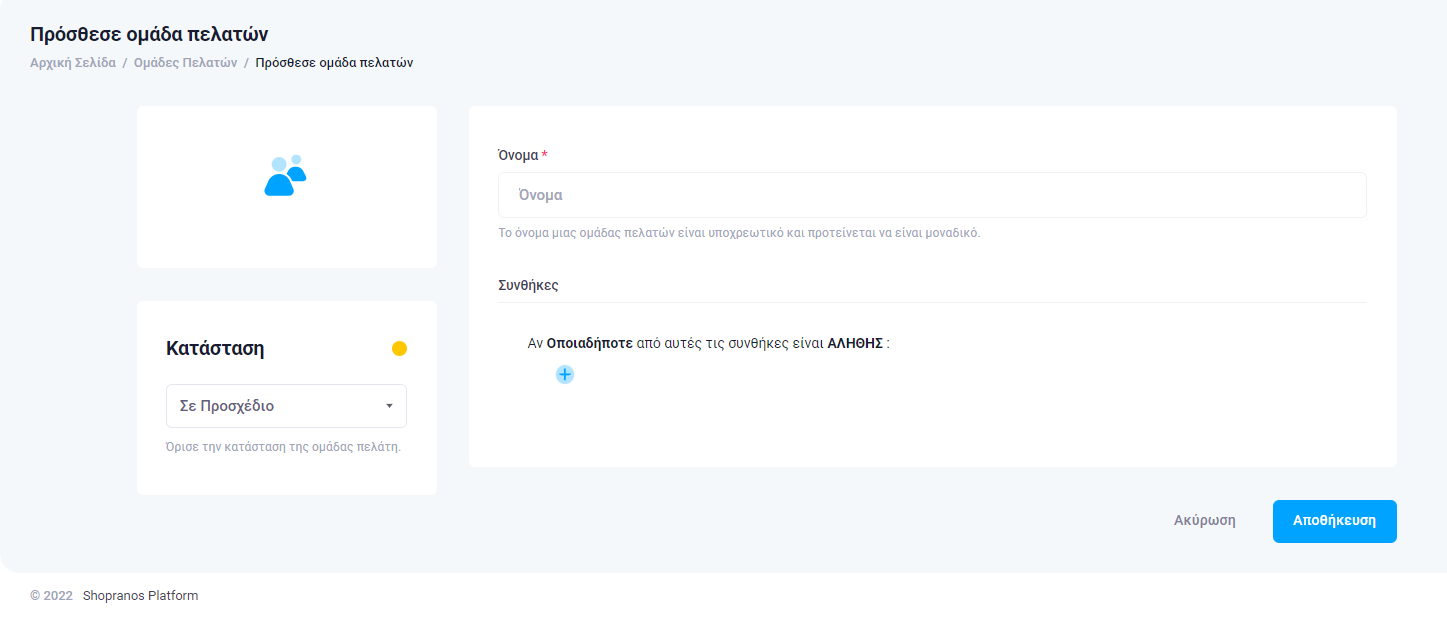 Πρόσθεσε ομάδα πελατών
Αρχική Σελίδα / Ομάδες Πελατών / Πρόσθεσε ομάδα πελατών
Κατάσταση
Σε Προσχέδιο
Όρισε την κατάσταση της ομάδας πελάτη.
Όνομα *
Όνομα
Το όνομα μιας ομάδας πελατών είναι υποχρεωτικό και προτείνεται να είναι μοναδικό.
Συνθήκες
Αν Οποιαδήποτε από αυτές τις συνθήκες είναι ΑΛΗΘΗΣ :
Ακύρωση
Αποθήκευση
© 2022 Shopranos Platform